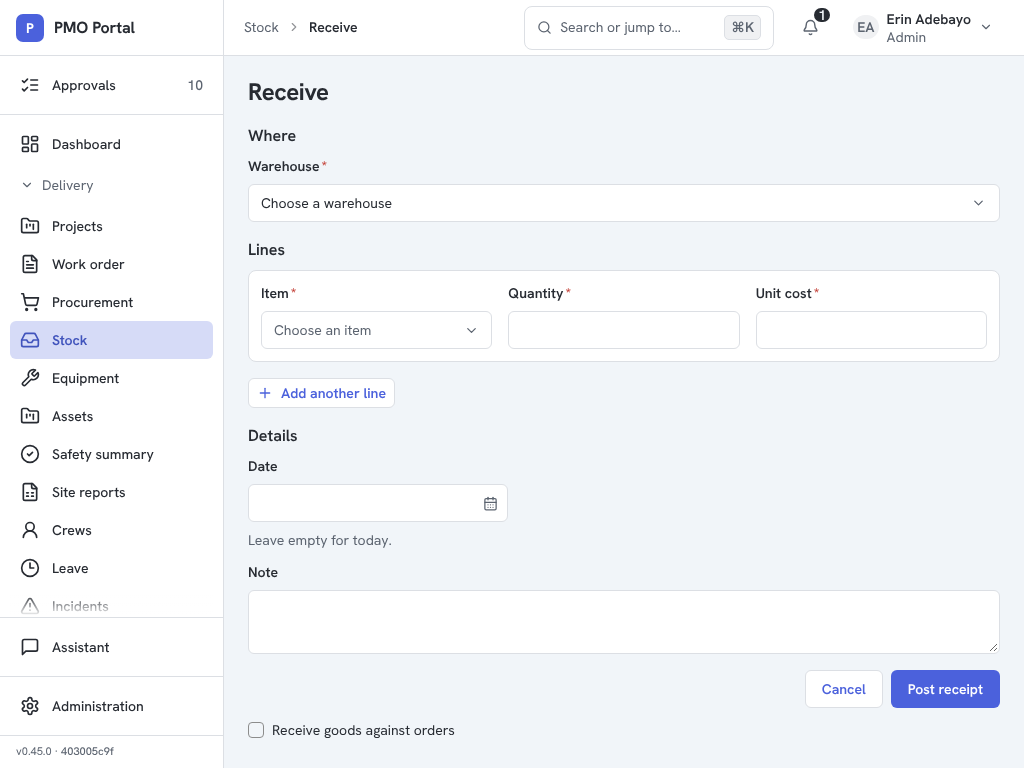 P PMO Portal
Stock > Receive
Search or jump to... ⌘K
1
EA Erin Adebayo
Admin
Approvals 10
Dashboard
Delivery
Projects
Work order
Procurement
Stock
Equipment
Assets
Safety summary
Site reports
Crews
Leave
Incidents
Assistant
Administration
v0.45.0 · 403005c9f
Receive
Where
Warehouse *
Choose a warehouse
Lines
Item * Quantity * Unit cost *
Choose an item
+ Add another line
Details
Date
Leave empty for today.
Note
Cancel Post receipt
Receive goods against orders